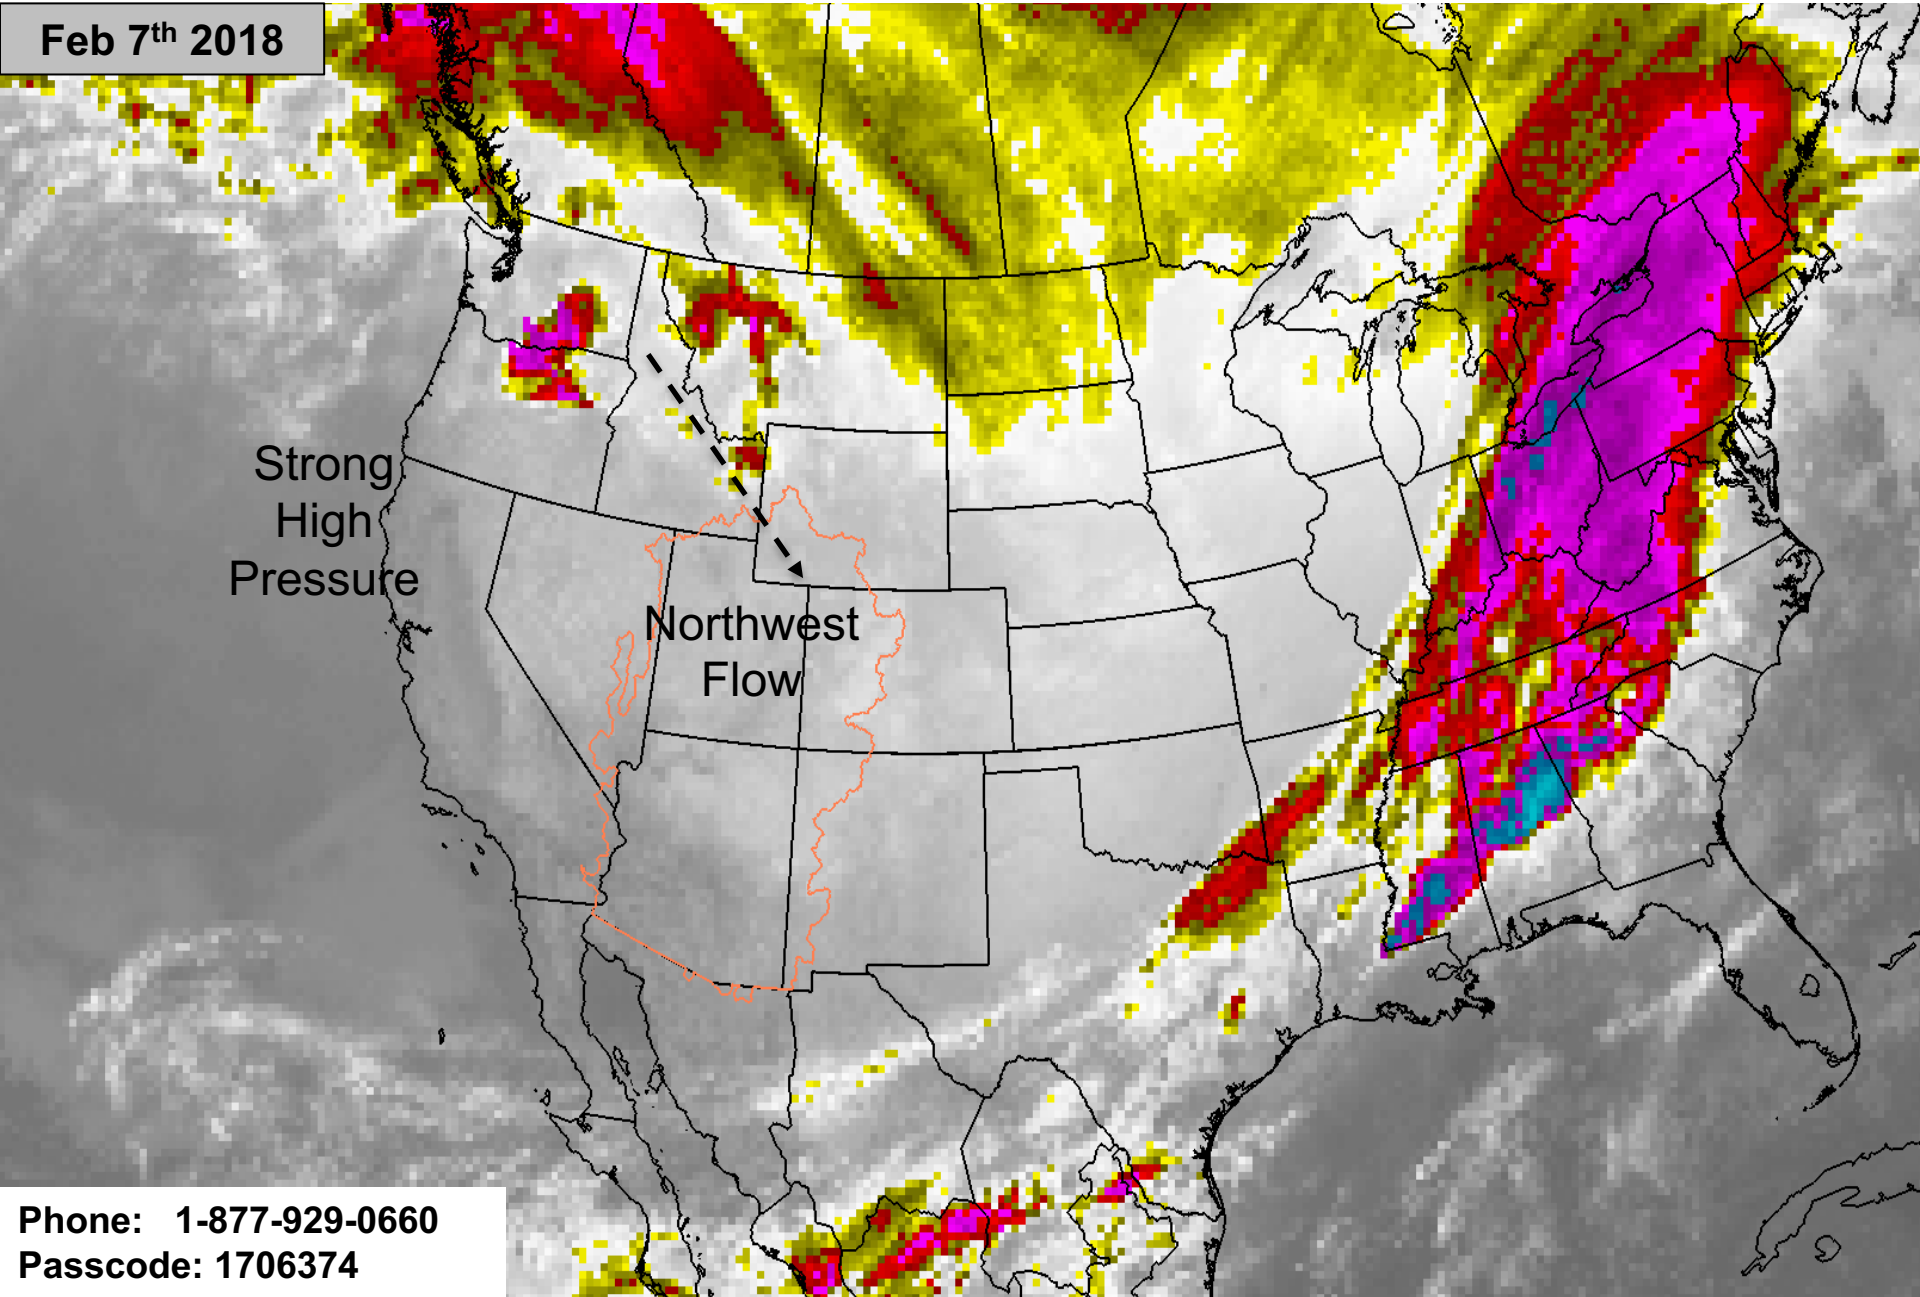 Feb 7th 2018
Strong
High
Pressure
Northwest
Flow
Phone: 1-877-929-0660
Passcode: 1706374